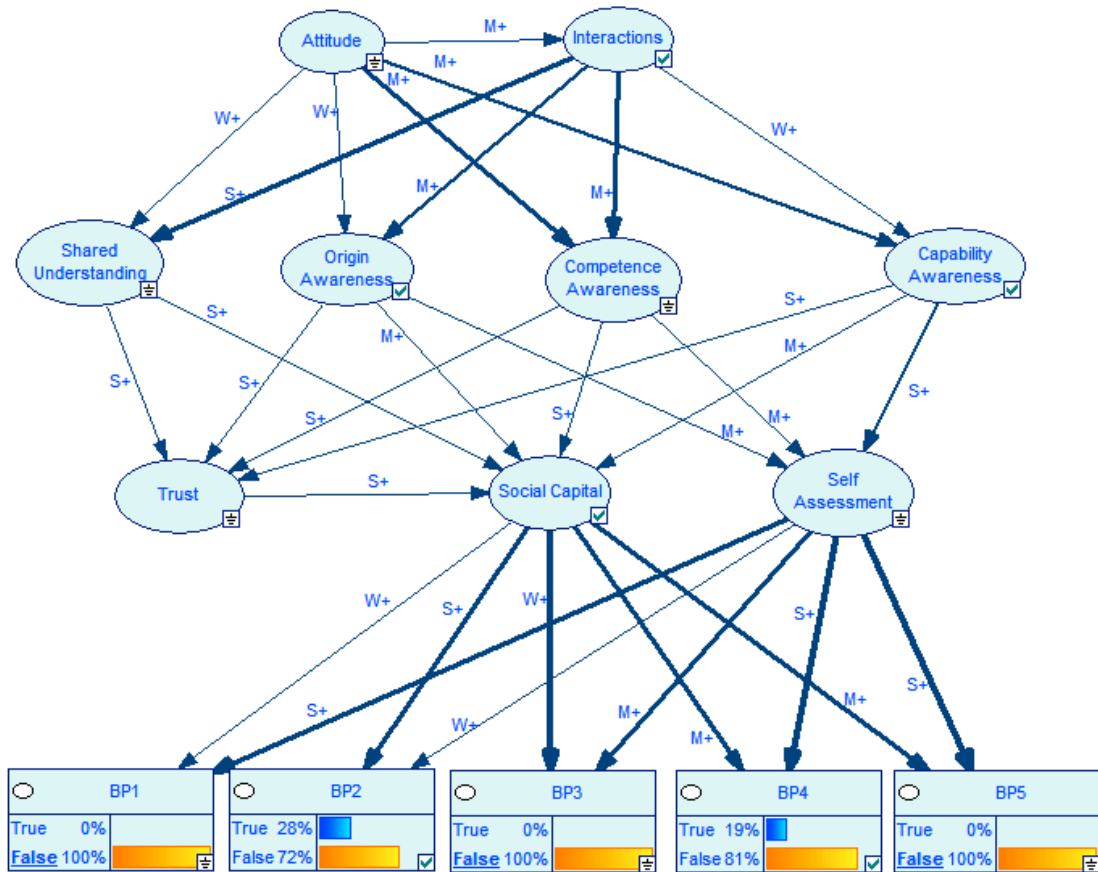 Attitude
M+
Interactions
M+
M+
W+
W+
W+
S+
M+
M+
Shared
Understanding
Origin
Awareness
Competence
Awareness
Capability
Awareness
S+
S+
M+
M+
S+
S+
S+
S+
M+
M+
S+
Trust
S+
Social Capital
Self
Assessment
W+
S+
W+
S+
S+
S+
M+
W+
M+
M+
BP1
True 0%
False 100%
BP2
True 28%
False 72%
BP3
True 0%
False 100%
BP4
True 19%
False 81%
BP5
True 0%
False 100%